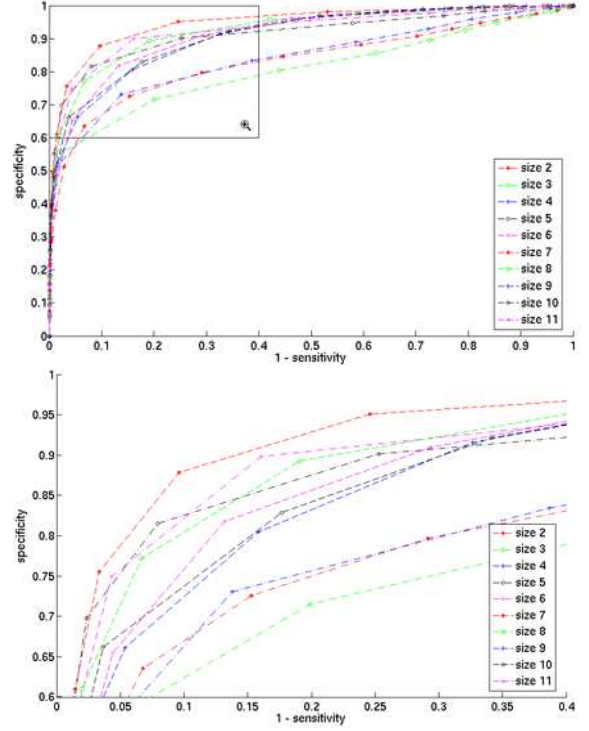 1
0.9
0.8
0.7
0.6
0.5
0.4
0.3
0.2
0.1
0
specificity
size 2
size 3
size 4
size 5
size 6
size 7
size 8
size 9
size 10
size 11
0 0.1 0.2 0.3 0.4 0.5 0.6 0.7 0.8 0.9 1
1 - sensitivity
1
0.95
0.9
0.85
0.8
0.75
0.7
0.65
0.6
specificity
size 2
size 3
size 4
size 5
size 6
size 7
size 8
size 9
size 10
size 11
0 0.05 0.1 0.15 0.2 0.25 0.3 0.35 0.4
1 - sensitivity